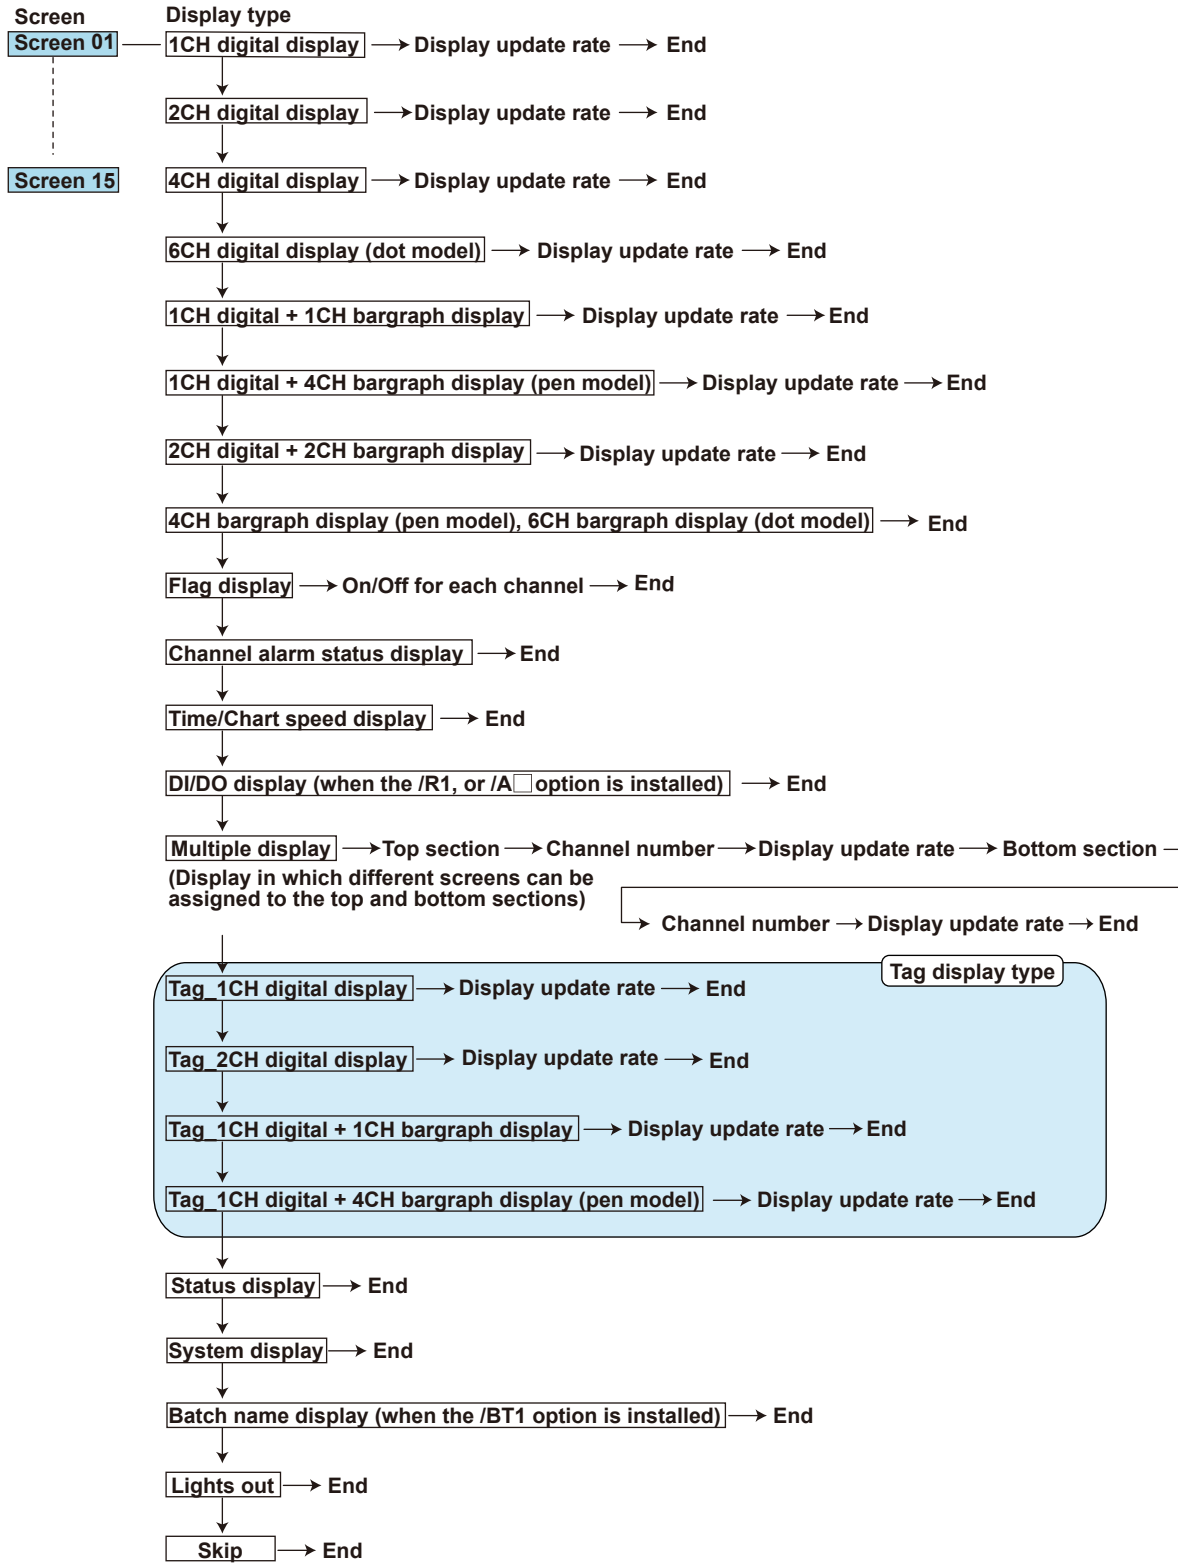 Screen
Display type
Screen 01
1CH digital display
Display update rate
End
2CH digital display
Display update rate
End
Screen 15
4CH digital display
Display update rate
End
6CH digital display (dot model)
Display update rate
End
1CH digital + 1CH bargraph display
Display update rate
End
1CH digital + 4CH bargraph display (pen model)
Display update rate
End
2CH digital + 2CH bargraph display
Display update rate
End
4CH bargraph display (pen model), 6CH bargraph display (dot model)
End
Flag display
On/Off for each channel
End
Channel alarm status display
End
Time/Chart speed display
End
DI/DO display (when the /R1, or /A□ option is installed)
End
Multiple display
Top section
Channel number
Display update rate
Bottom section
(Display in which different screens can be
assigned to the top and bottom sections)
Channel number
Display update rate
End
Tag display type
Tag_1CH digital display
Display update rate
End
Tag_2CH digital display
Display update rate
End
Tag_1CH digital + 1CH bargraph display
Display update rate
End
Tag_1CH digital + 4CH bargraph display (pen model)
Display update rate
End
Status display
End
System display
End
Batch name display (when the /BT1 option is installed)
End
Lights out
End
Skip
End